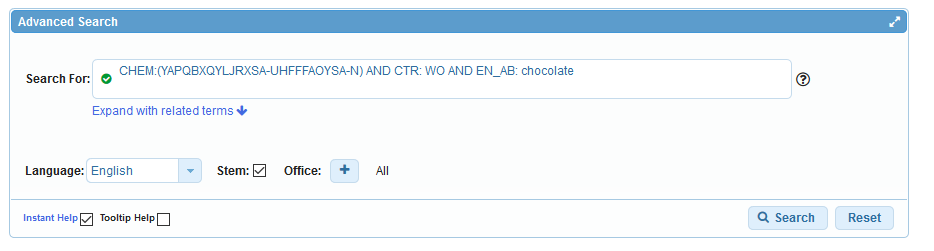 Advanced Search
Search For: CHEM:(YAPQBXQYLJRXSA-UHFFFAOYSA-N) AND CTR: WO AND EN_AB: chocolate
Expand with related terms
Language: English Stem: Office: All
Instant Help Tooltip Help Search Reset